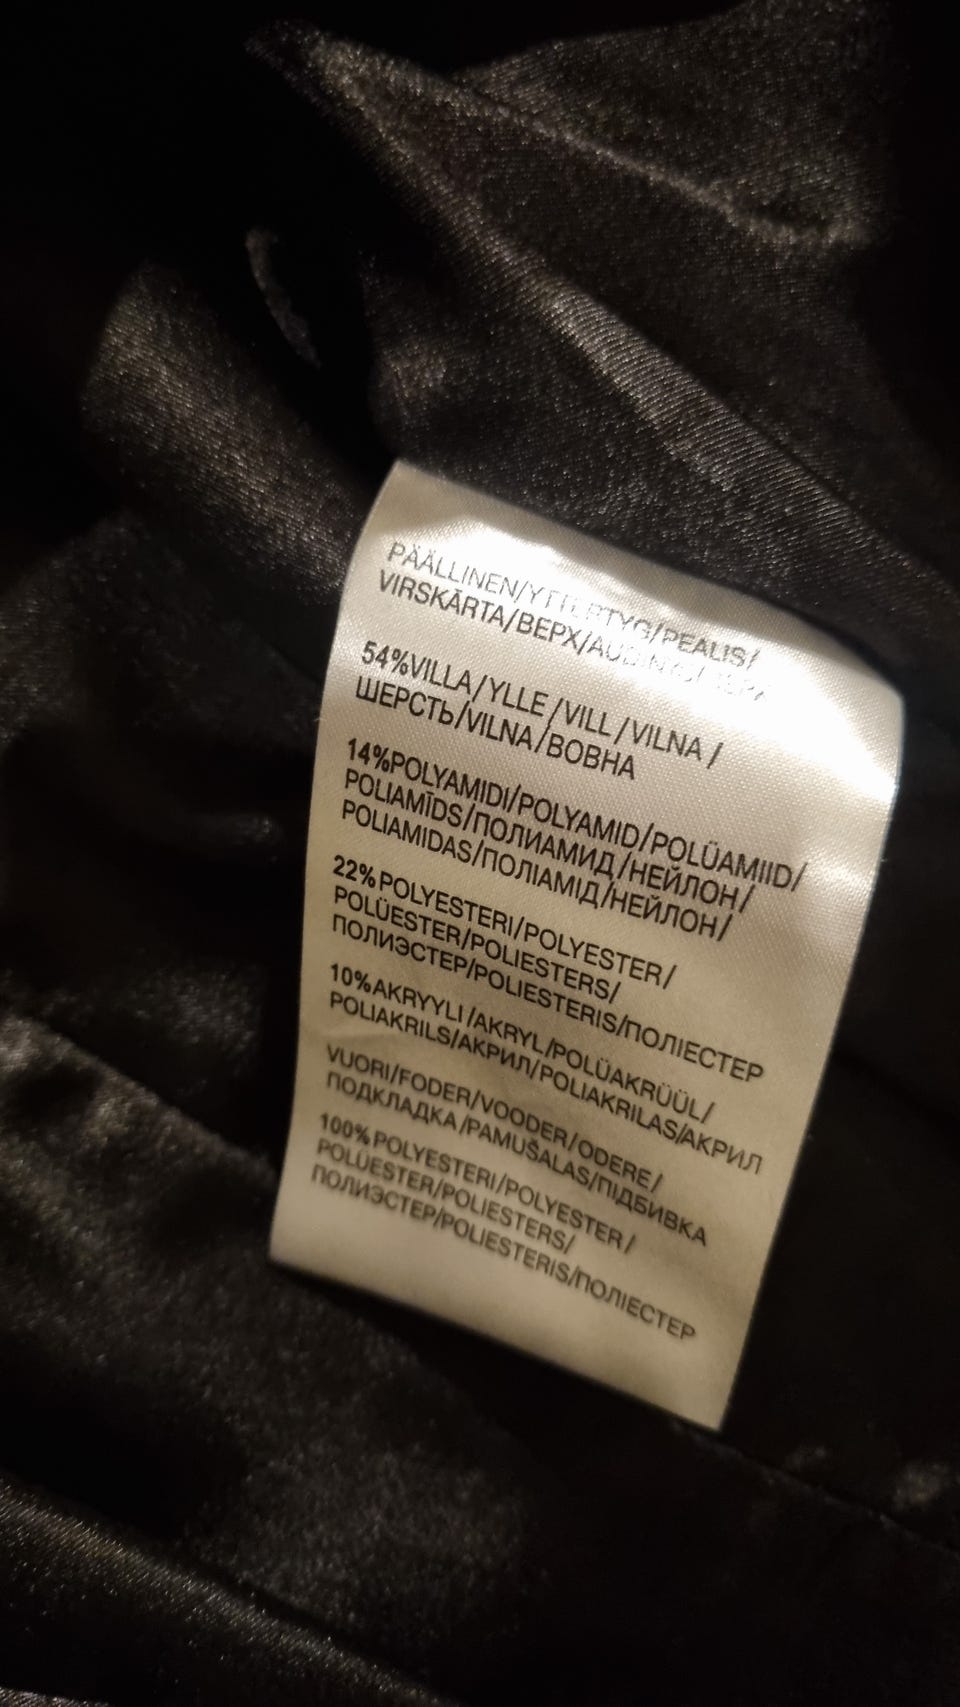 PÄÄLLINEN/YTTERTYG/PEALIS/
VIRSKĀRTA/ВЕРХ/AUDINYS/
54%VILLA/YLLE/VILL/VILNA/
ШЕРСТЬ/VILNA/ВОВНА
14%POLYAMIDI/POLYAMID/POLÜAMIID/
POLIAMĪDS/ПОЛИАМИД/НЕЙЛОН/
POLIAMIDAS/ПОЛІАМІД/НЕЙЛОН/
22%POLYESTERI/POLYESTER/
POLÜESTER/POLIESTERS/
ПОЛИЭСТЕР/POLIESTERIS/ПОЛІЕСТЕР
10%AKRYYLI/AKRYL/POLÜAKRÜÜL/
POLIAKRILS/АКРИЛ/POLIAKRILAS/АКРИЛ
VUORI/FODER/VOODER/ODERE/
ПОДКЛАДКА/PAMUŠALAS/ПІДБИВКА
100%POLYESTERI/POLYESTER/
POLÜESTER/POLIESTERS/
ПОЛИЭСТЕР/POLIESTERIS/ПОЛІЕСТЕР